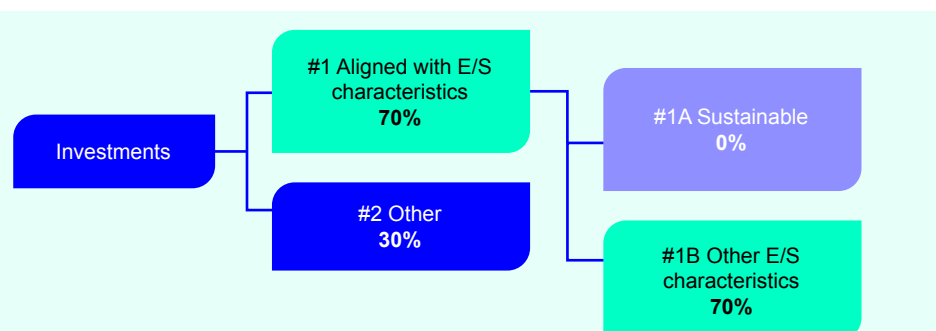 Investments
#1 Aligned with E/S
characteristics
70%
#2 Other
30%
#1A Sustainable
0%
#1B Other E/S
characteristics
70%